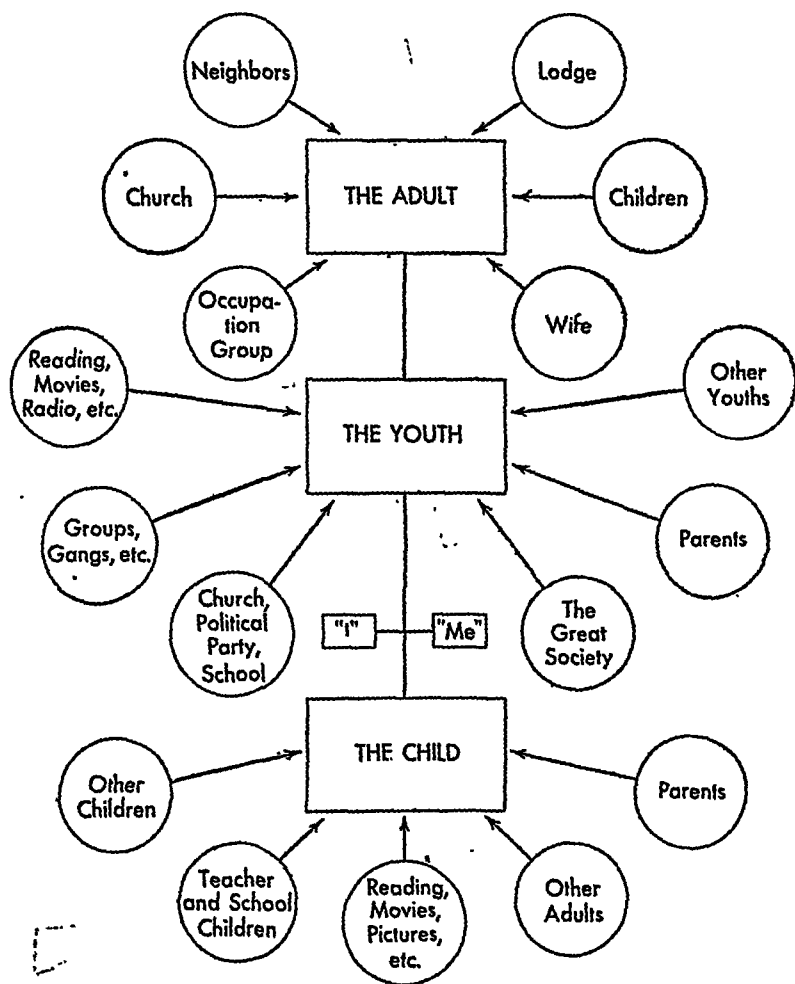 Neighbors
Lodge
Church
THE ADULT
Children
Occupa-
tion
Group
Wife
Reading,
Movies,
Radio, etc.
Other
Youths
THE YOUTH
Groups,
Gangs, etc.
Parents
Church,
Political
Party,
School
"I"
"Me"
The
Great
Society
THE CHILD
Other
Children
Parents
Teacher
and School
Children
Reading,
Movies,
Pictures,
etc.
Other
Adults